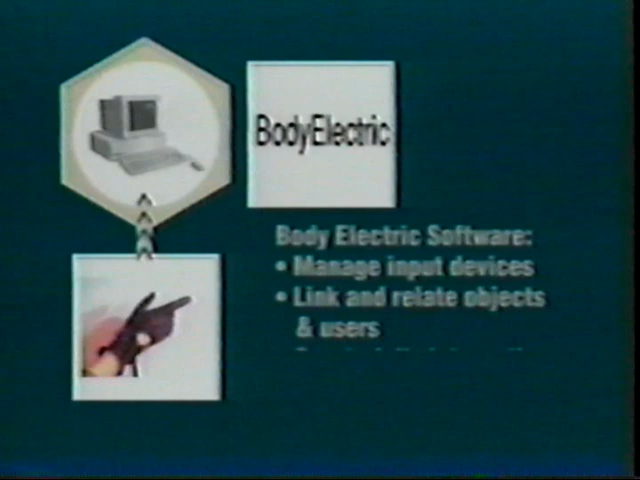 BodyElectric
Body Electric Software:
• Manage input devices
• Link and relate objects
& users